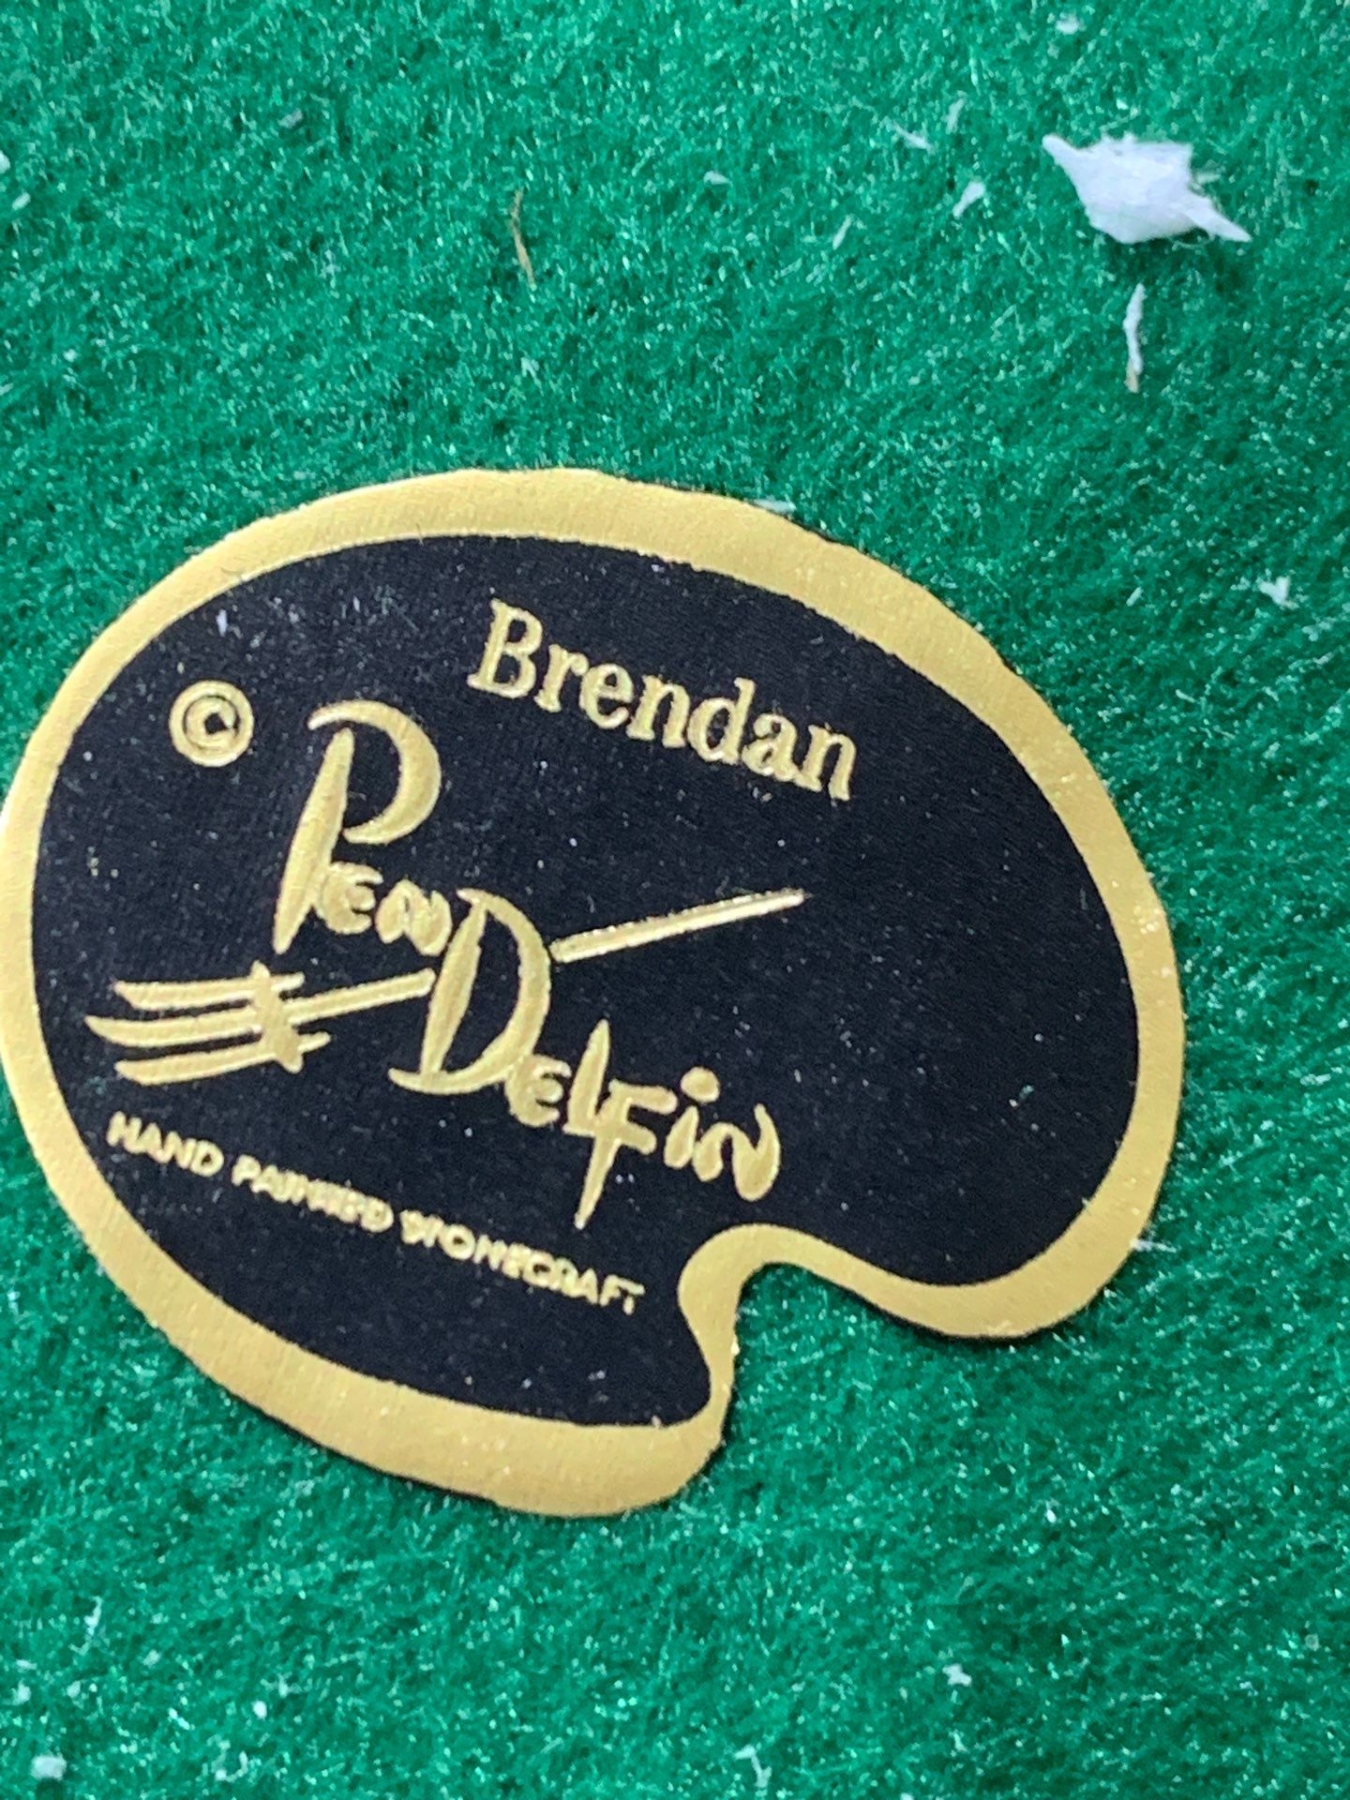 Brendan
©
PenDelfin
HAND PAINTED STONECRAFT